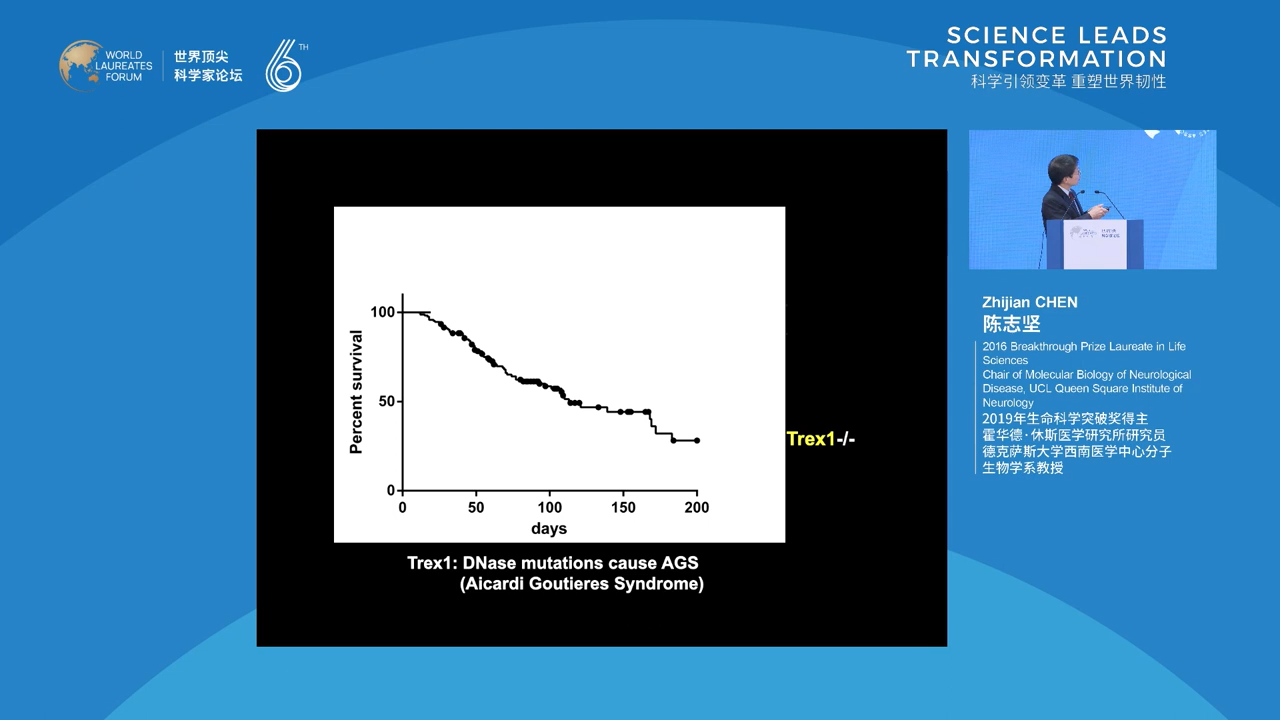 WORLD
LAUREATES
FORUM
世界顶尖
科学家论坛
6TH
SCIENCE LEADS
TRANSFORMATION
科学引领变革 重塑世界韧性
Percent survival
100
50
0
0 50 100 150 200
days
Trex1-/-
Trex1: DNase mutations cause AGS
(Aicardi Goutieres Syndrome)
Zhijian CHEN
陈志坚
2016 Breakthrough Prize Laureate in Life
Sciences
Chair of Molecular Biology of Neurological
Disease, UCL Queen Square Institute of
Neurology
2019年生命科学突破奖得主
霍华德·休斯医学研究所研究员
德克萨斯大学西南医学中心分子
生物学系教授